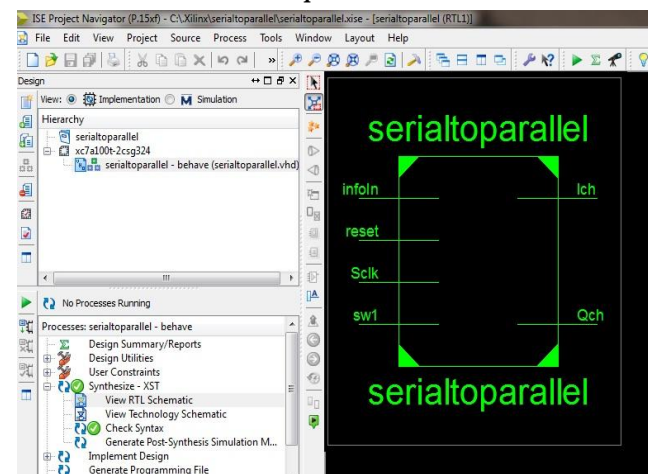 ISE Project Navigator (P.15xf) - C:\.Xilinx\serialtoparallel\serialtoparallel.xise - [serialtoparallel (RTL1)]
File Edit View Project Source Process Tools Window Layout Help
Design
View: Implementation Simulation
Hierarchy
serialtoparallel
xc7a100t-2csg324
serialtoparallel - behave (serialtoparallel.vhd)
No Processes Running
Processes: serialtoparallel - behave
Design Summary/Reports
Design Utilities
User Constraints
Synthesize - XST
View RTL Schematic
View Technology Schematic
Check Syntax
Generate Post-Synthesis Simulation M...
Implement Design
Generate Programming File
serialtoparallel
infoIn Ich
reset
Sclk
sw1 Qch
serialtoparallel